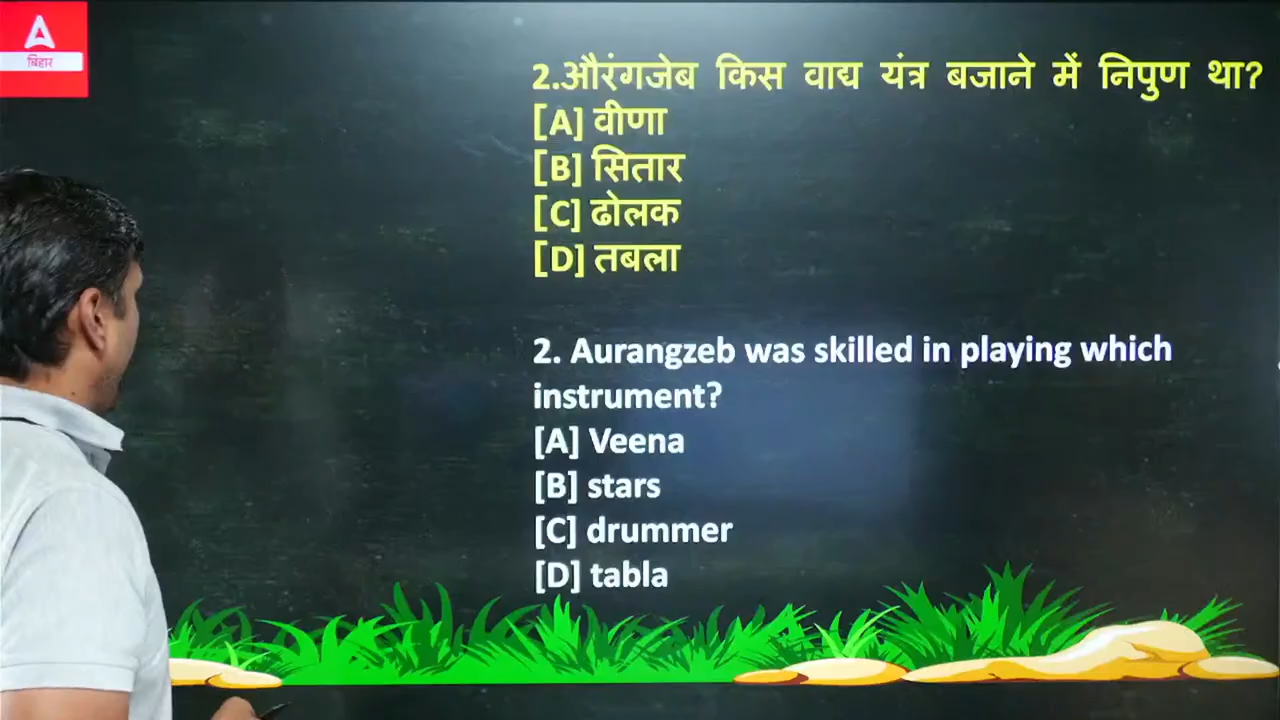 बिहार
2.औरंगजेब किस वाद्य यंत्र बजाने में निपुण था?
[A] वीणा
[B] सितार
[C] ढोलक
[D] तबला
2. Aurangzeb was skilled in playing which
instrument?
[A] Veena
[B] stars
[C] drummer
[D] tabla